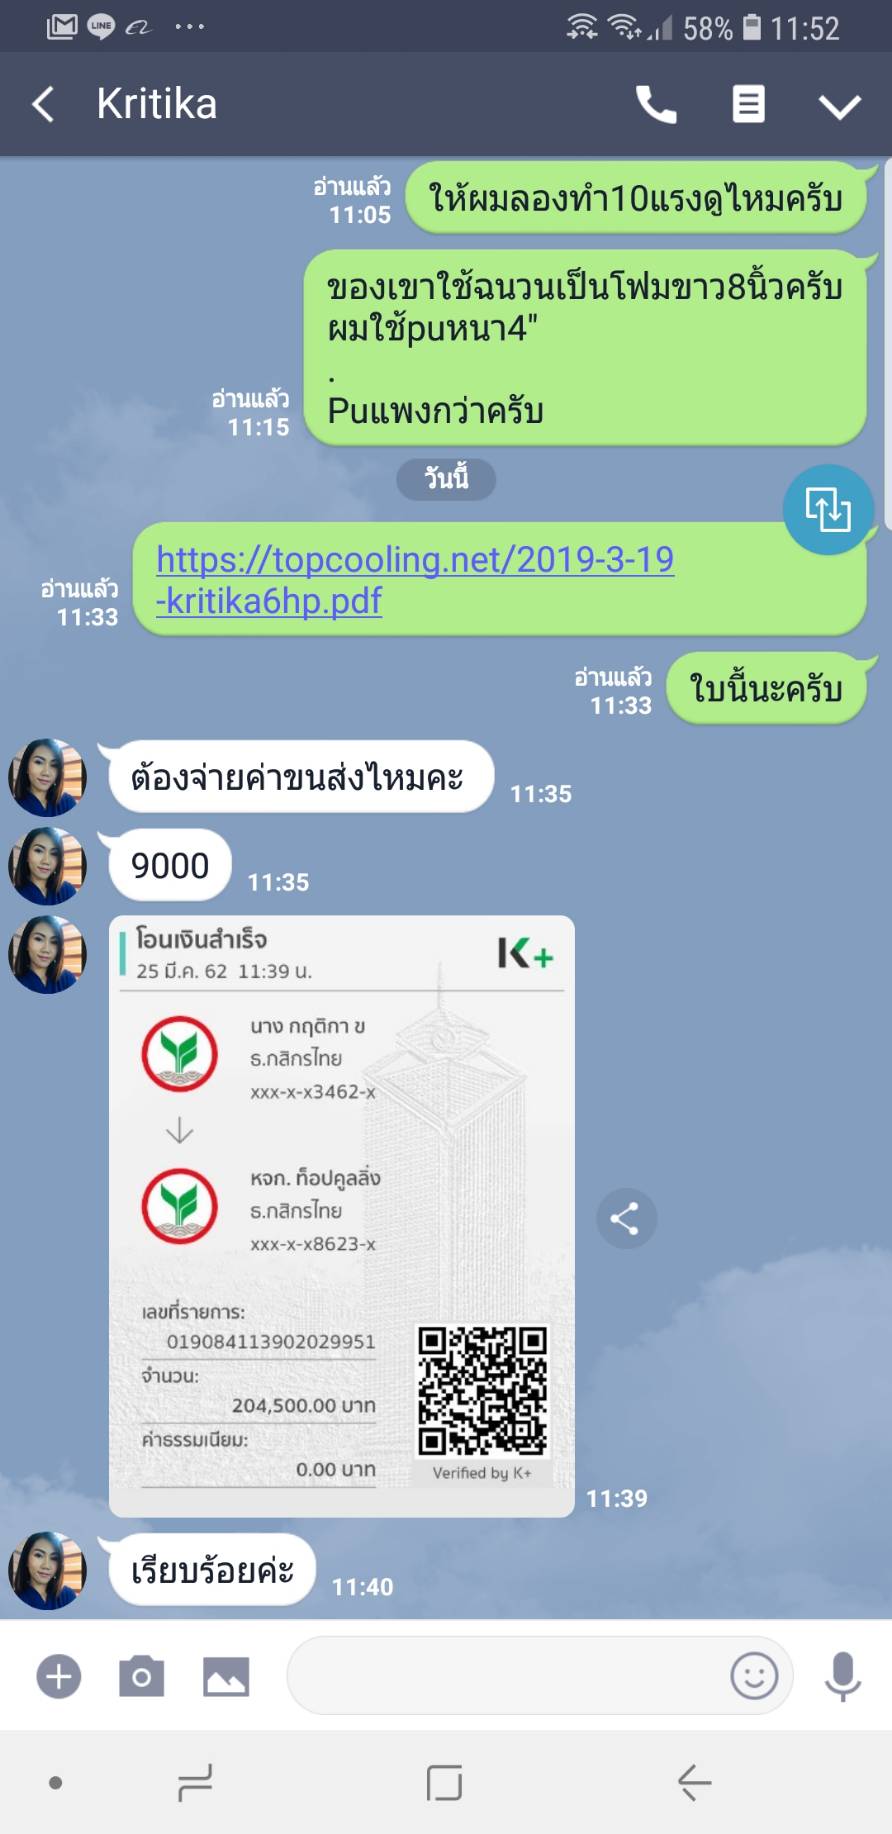 LINE
58%
11:52
Kritika
อ่านแล้ว
11:05
ให้ผมลองทำ10แรงดูไหมครับ
ของเขาใช้ฉนวนเป็นโฟมขาว8นิ้วครับ
ผมใช้puหนา4"
.
Puแพงกว่าครับ
อ่านแล้ว
11:15
วันนี้
https://topcooling.net/2019-3-19
-kritika6hp.pdf
อ่านแล้ว
11:33
ใบนี้นะครับ
อ่านแล้ว
11:33
ต้องจ่ายค่าขนส่งไหมคะ
11:35
9000
11:35
โอนเงินสำเร็จ
25 มี.ค. 62 11:39 น.
K+
นาง กฤติกา ข
ธ.กสิกรไทย
xxx-x-x3462-x
หจก. ท็อปคูลลิ่ง
ธ.กสิกรไทย
xxx-x-x8623-x
เลขที่รายการ:
019084113902029951
จำนวน:
204,500.00 บาท
ค่าธรรมเนียม:
0.00 บาท
Verified by K+
11:39
เรียบร้อยค่ะ
11:40